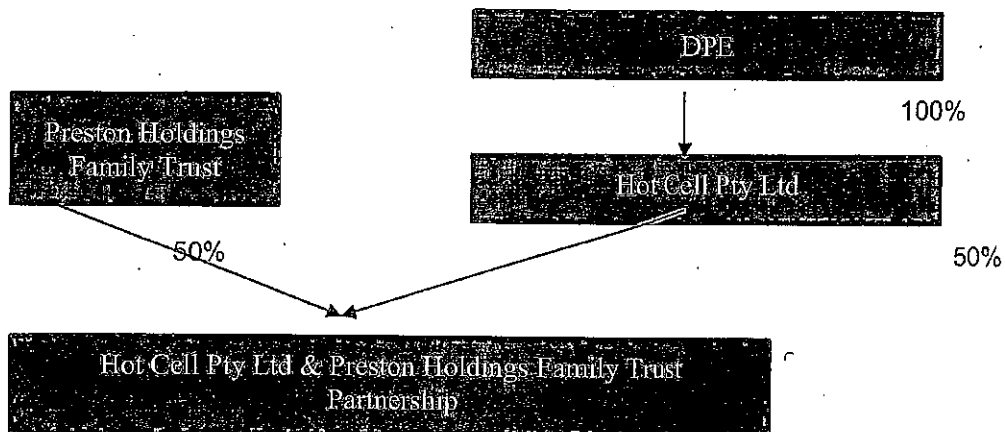 DPE
100%
Preston Holdings
Family Trust
Hot Cell Pty Ltd
50%
50%
Hot Cell Pty Ltd & Preston Holdings Family Trust
Partnership